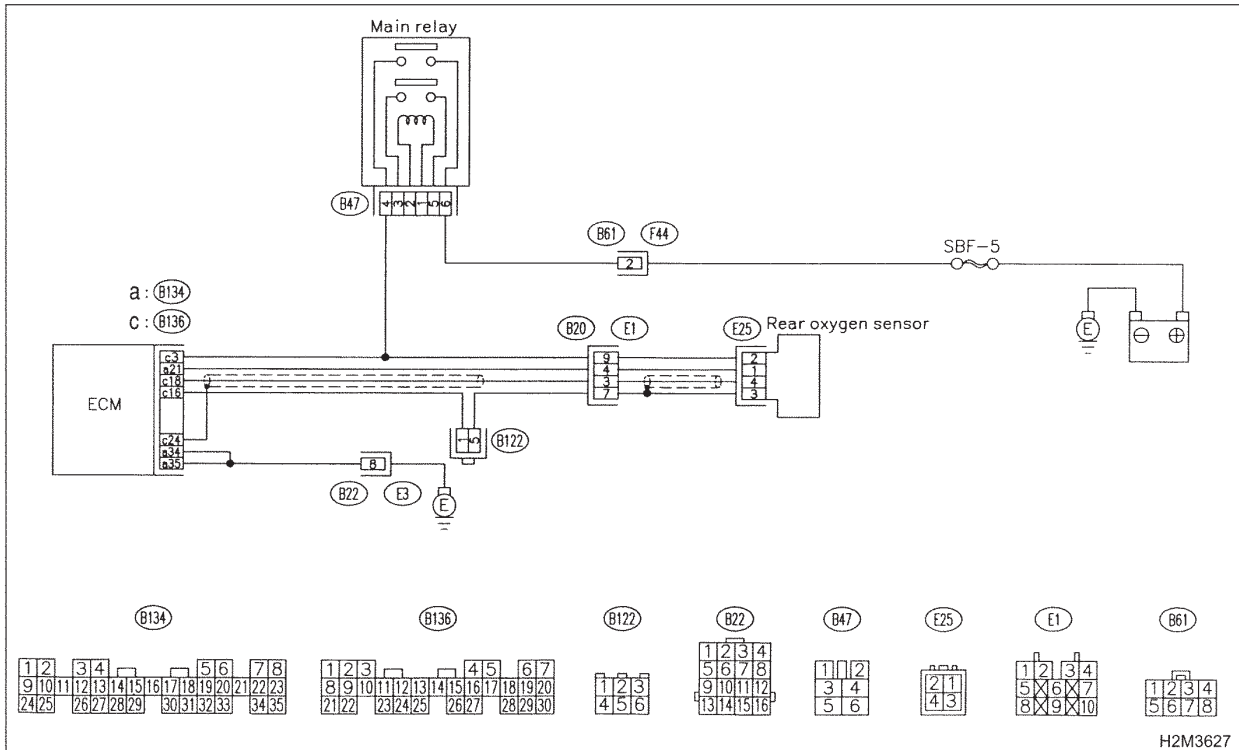 Main relay
B47 4 3 2 1 5 6
B61 F44
2
SBF-5
E
⊖ ⊕
a : B134
c : B136
B20 E1 E25 Rear oxygen sensor
ECM
c3 9 2
a21 4 1
c18 3 4
c16 7 3
c24
a34
a35
1 5 B122
8
B22 E3 E
B134 B136 B122 B22 B47 E25 E1 B61
1 2 3 4 5 6 7 8
9 10 11 12 13 14 15 16 17 18 19 20 21 22 23
24 25 26 27 28 29 30 31 32 33 34 35
1 2 3 4 5 6 7
8 9 10 11 12 13 14 15 16 17 18 19 20
21 22 23 24 25 26 27 28 29 30
1 2 3
4 5 6
1 2 3 4
5 6 7 8
9 10 11 12
13 14 15 16
1 2
3 4
5 6
2 1
4 3
1 2 3 4
5 6 7
8 9 10
1 2 3 4
5 6 7 8
H2M3627